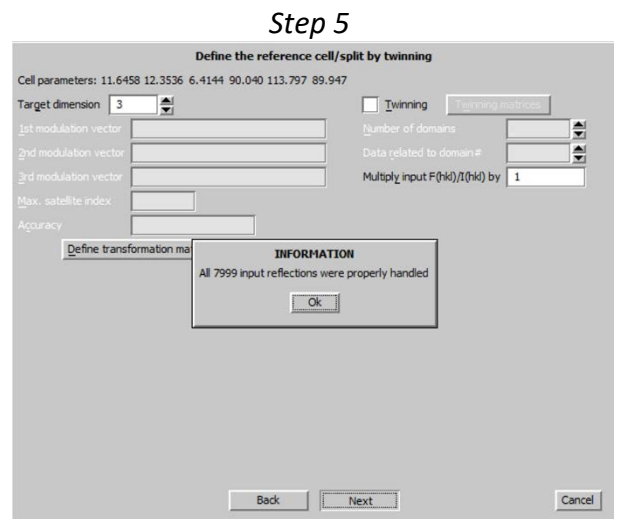 Step 5
Define the reference cell/split by twinning
Cell parameters: 11.6458 12.3536 6.4144 90.040 113.797 89.947
Target dimension 3
Twinning Twinning matrices
1st modulation vector
Number of domains
2nd modulation vector
Data related to domain#
3rd modulation vector
Multiply input F(hkl)/I(hkl) by 1
Max. satellite index
Accuracy
Define transformation ma
INFORMATION
All 7999 input reflections were properly handled
Ok
Back Next Cancel